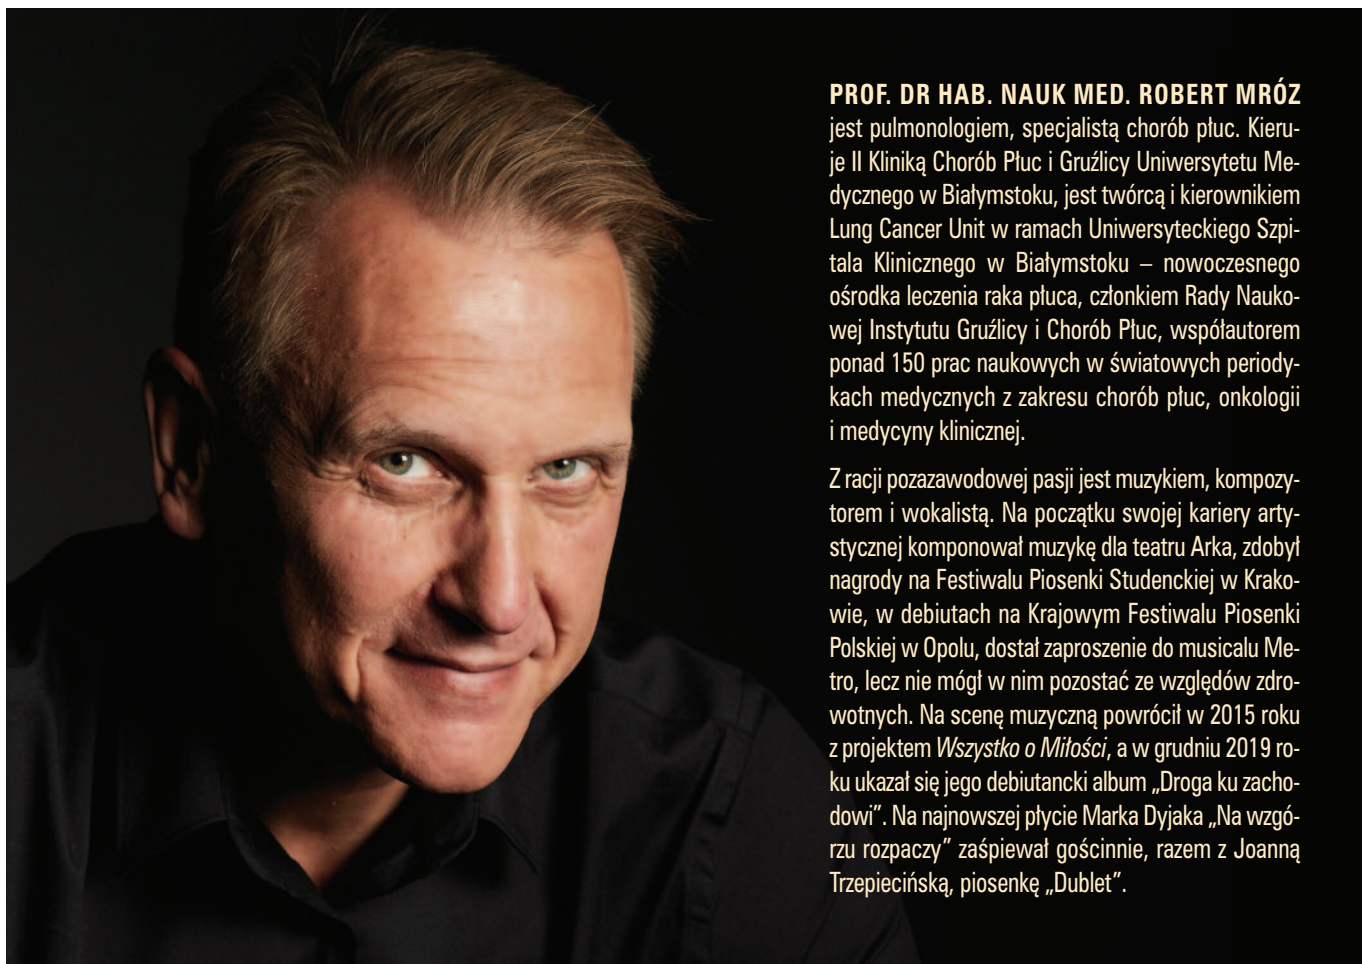 PROF. DR HAB. NAUK MED. ROBERT MRÓZ
jest pulmonologiem, specjalistą chorób płuc. Kieru-
je II Kliniką Chorób Płuc i Gruźlicy Uniwersytetu Me-
dycznego w Białymstoku, jest twórcą i kierownikiem
Lung Cancer Unit w ramach Uniwersyteckiego Szpi-
tala Klinicznego w Białymstoku – nowoczesnego
ośrodka leczenia raka płuca, członkiem Rady Nauko-
wej Instytutu Gruźlicy i Chorób Płuc, współautorem
ponad 150 prac naukowych w światowych periody-
kach medycznych z zakresu chorób płuc, onkologii
i medycyny klinicznej.
Z racji pozazawodowej pasji jest muzykiem, kompozy-
torem i wokalistą. Na początku swojej kariery arty-
stycznej komponował muzykę dla teatru Arka, zdobył
nagrody na Festiwalu Piosenki Studenckiej w Krako-
wie, w debiutach na Krajowym Festiwalu Piosenki
Polskiej w Opolu, dostał zaproszenie do musicalu Me-
tro, lecz nie mógł w nim pozostać ze względów zdro-
wotnych. Na scenę muzyczną powrócił w 2015 roku
z projektem Wszystko o Miłości, a w grudniu 2019 ro-
ku ukazał się jego debiutancki album „Droga ku zacho-
dowi”. Na najnowszej płycie Marka Dyjaka „Na wzgó-
rzu rozpaczy” zaśpiewał gościnnie, razem z Joanną
Trzepiecińską, piosenkę „Dublet”.